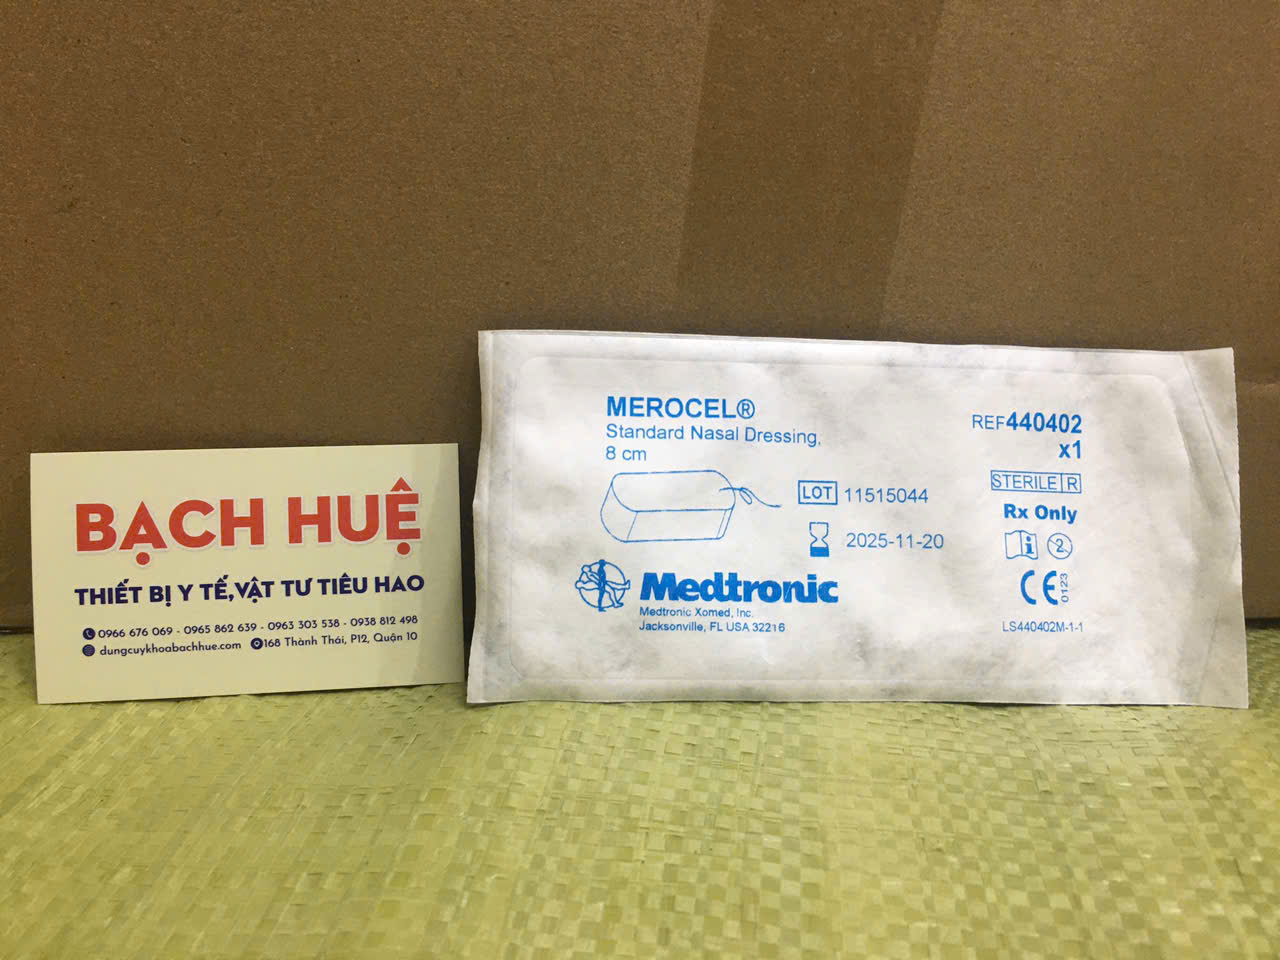 BẠCH HUỆ
THIẾT BỊ Y TẾ,VẬT TƯ TIÊU HAO
0966 676 069 - 0965 862 639 - 0963 303 538 - 0938 812 498
dungcuykhoabachhue.com 168 Thành Thái, P12, Quận 10
MEROCEL®
Standard Nasal Dressing,
8 cm
REF440402
x1
STERILE R
LOT 11515044
Rx Only
2025-11-20
2
Medtronic
Medtronic Xomed, Inc.
Jacksonville, FL USA 32216
CE 0123
LS440402M-1-1